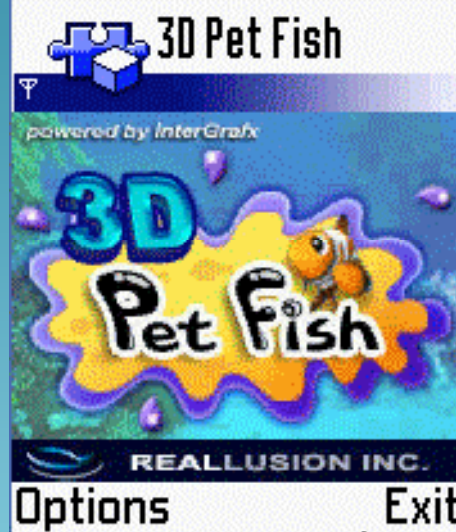 3D Pet Fish
powered by InterGrafx
3D
Pet Fish
REALLUSION INC.
Options Exit